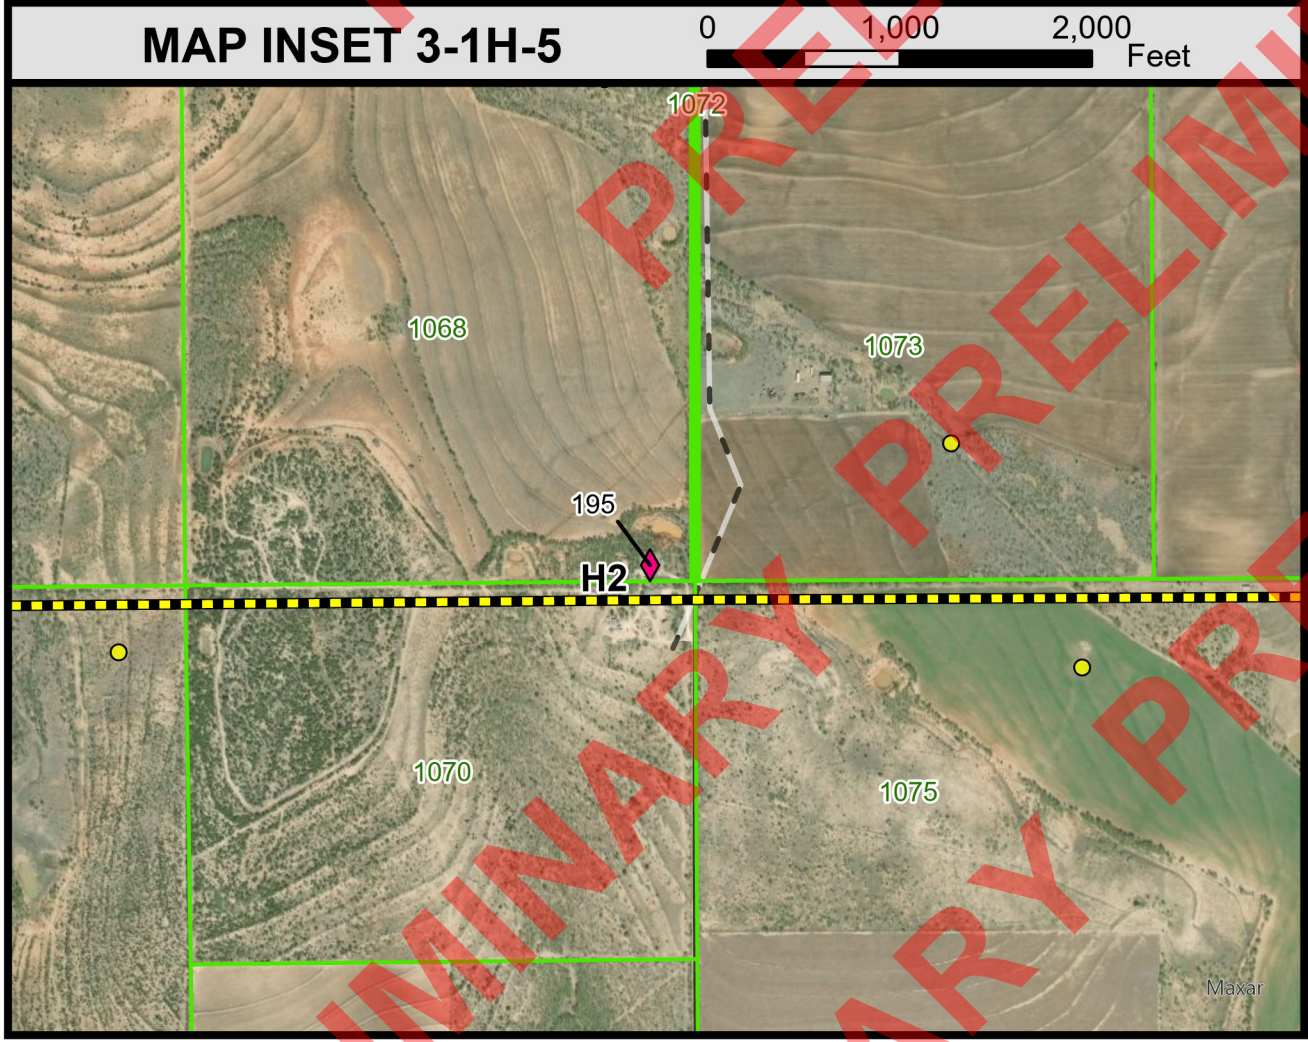 MAP INSET 3-1H-5
0 1,000 2,000
Feet
1072
1068
1073
195
H2
1070
1075
Maxar
PRELIMINARY
PRELIMINARY